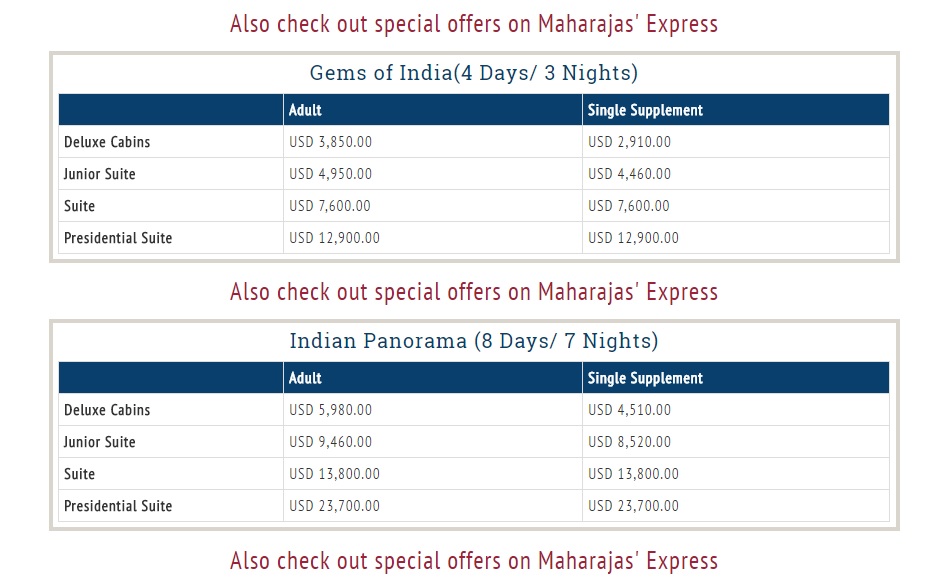 Also check out special offers on Maharajas' Express
Gems of India(4 Days/ 3 Nights)
Adult Single Supplement
Deluxe Cabins USD 3,850.00 USD 2,910.00
Junior Suite USD 4,950.00 USD 4,460.00
Suite USD 7,600.00 USD 7,600.00
Presidential Suite USD 12,900.00 USD 12,900.00
Also check out special offers on Maharajas' Express
Indian Panorama (8 Days/ 7 Nights)
Adult Single Supplement
Deluxe Cabins USD 5,980.00 USD 4,510.00
Junior Suite USD 9,460.00 USD 8,520.00
Suite USD 13,800.00 USD 13,800.00
Presidential Suite USD 23,700.00 USD 23,700.00
Also check out special offers on Maharajas' Express